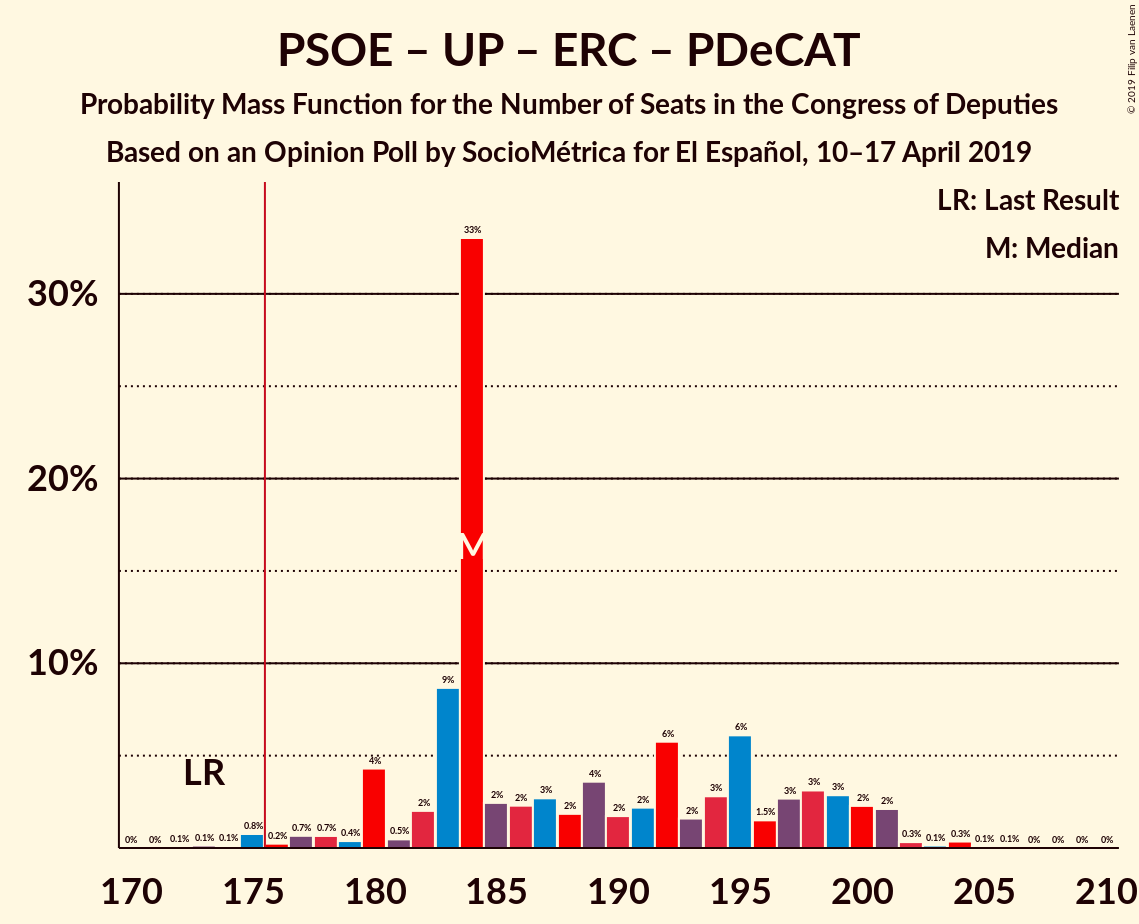 PSOE – UP – ERC – PDeCAT
Probability Mass Function for the Number of Seats in the Congress of Deputies
Based on an Opinion Poll by SocioMétrica for El Español, 10–17 April 2019
© 2019 Filip van Laenen
LR: Last Result
M: Median
30%
20%
10%
LR
M
0% 0% 0.1% 0.1% 0.1% 0.8% 0.2% 0.7% 0.7% 0.4% 4% 0.5% 2% 9% 33% 2% 2% 3% 2% 4% 2% 2% 6% 2% 3% 6% 1.5% 3% 3% 3% 2% 2% 0.3% 0.1% 0.3% 0.1% 0.1% 0% 0% 0% 0%
170 175 180 185 190 195 200 205 210